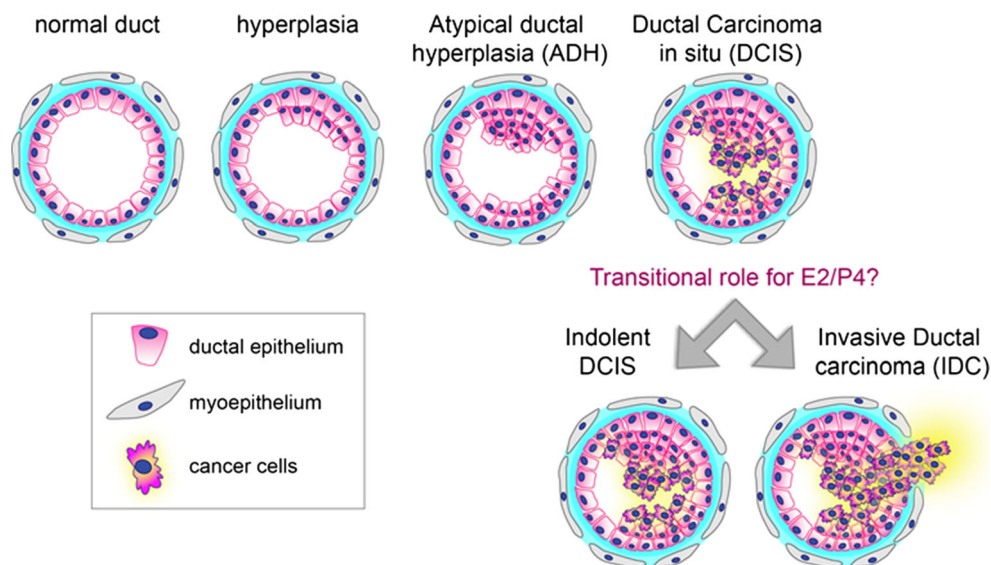 normal duct
hyperplasia
Atypical ductal
hyperplasia (ADH)
Ductal Carcinoma
in situ (DCIS)
Transitional role for E2/P4?
Indolent
DCIS
Invasive Ductal
carcinoma (IDC)
ductal epithelium
myoepithelium
cancer cells